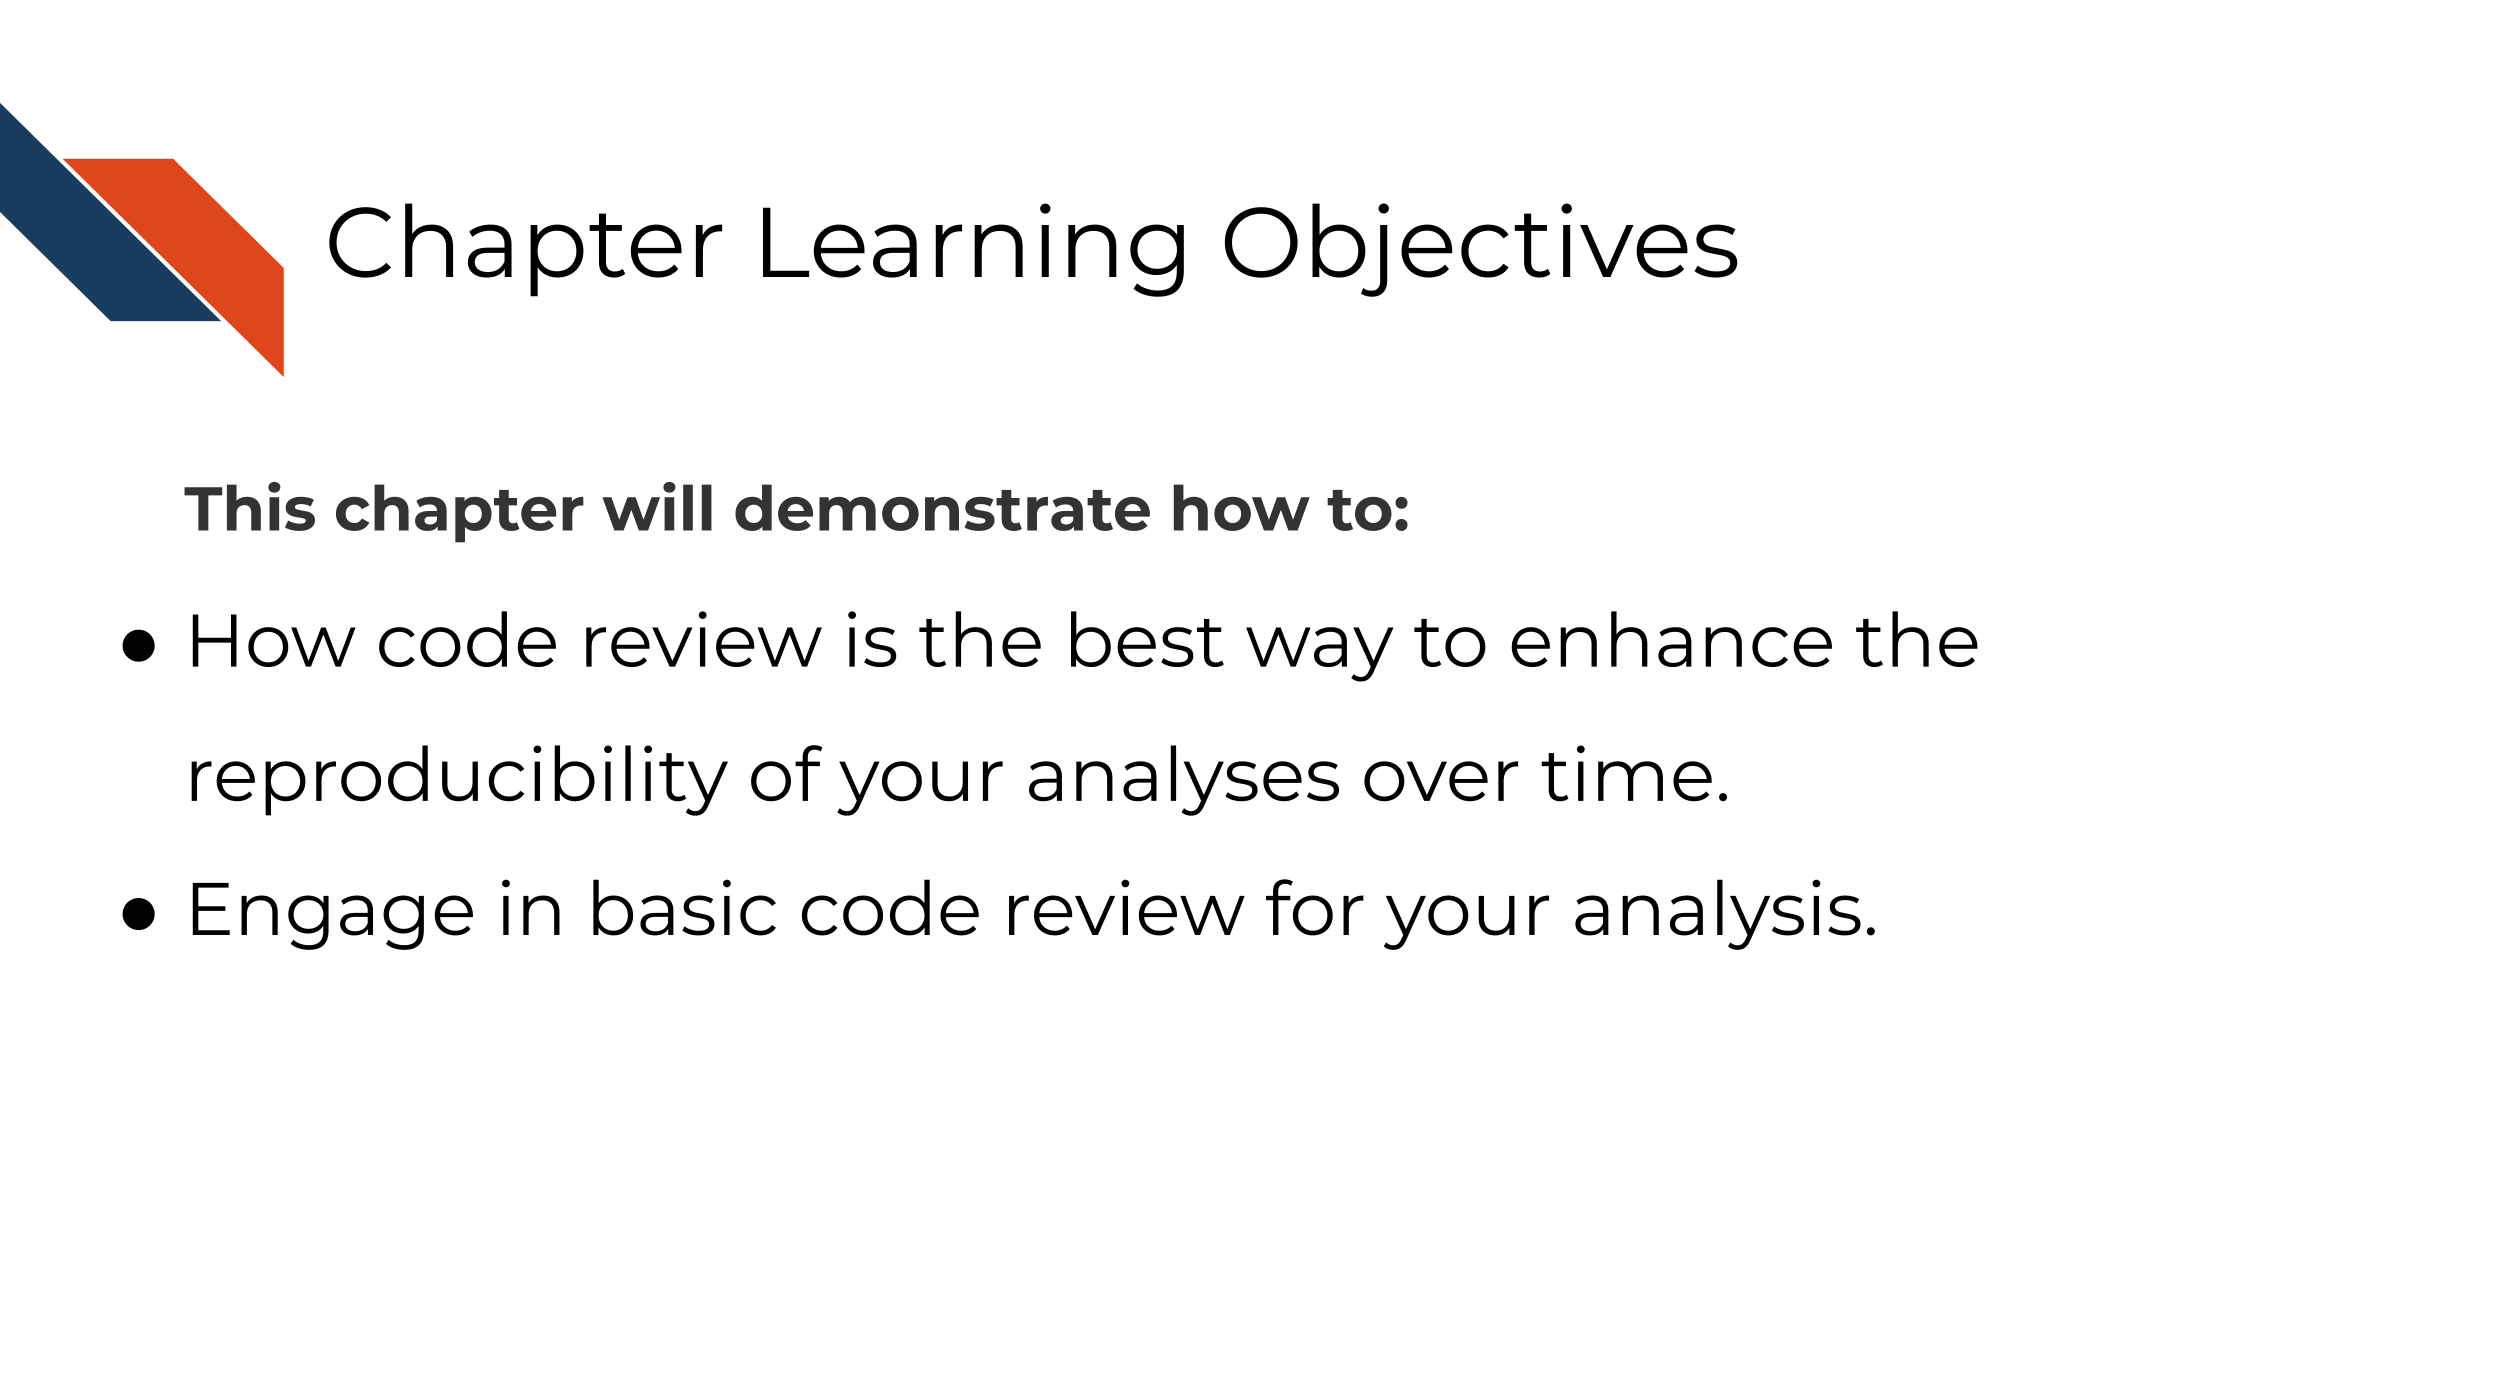 Chapter Learning Objectives
This chapter will demonstrate how to:
● How code review is the best way to enhance the
reproducibility of your analyses over time.
● Engage in basic code review for your analysis.